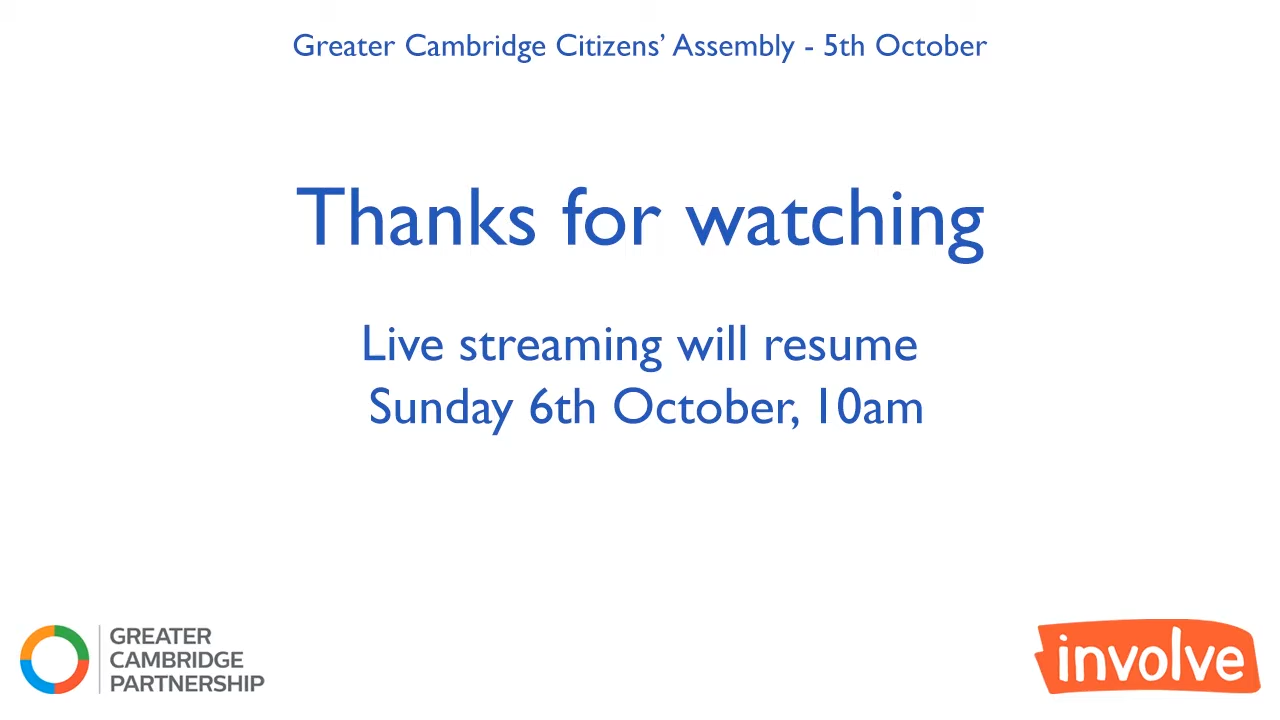 Greater Cambridge Citizens’ Assembly - 5th October
Thanks for watching
Live streaming will resume
Sunday 6th October, 10am
GREATER
CAMBRIDGE
PARTNERSHIP
involve